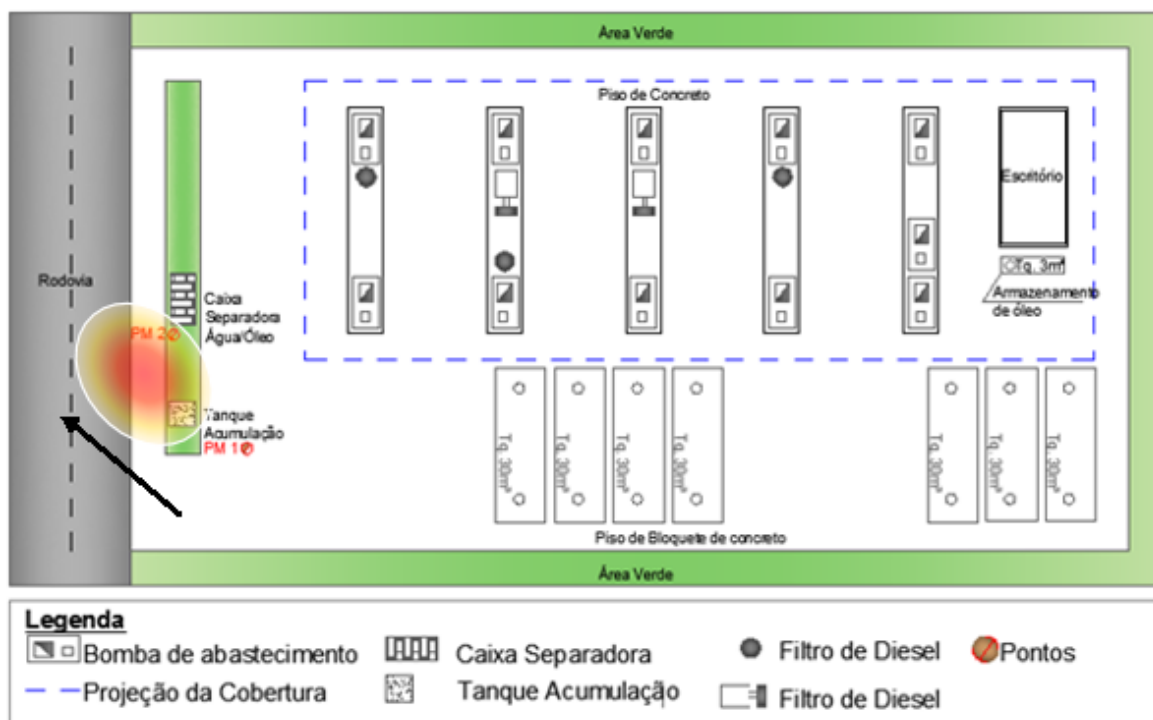 Área Verde
Piso de Concreto
Escritório
Tq. 3m³
Armazenamento
de óleo
Rodovia
Caixa
Separadora
Água/Óleo
PM 2
Tanque
Acumulação
PM 1
Tq. 30m³
Tq. 30m³
Tq. 30m³
Tq. 30m³
Tq. 30m³
Tq. 30m³
Tq. 30m³
Piso de Bloquete de concreto
Área Verde
Legenda
Bomba de abastecimento
Caixa Separadora
Filtro de Diesel
Pontos
Projeção da Cobertura
Tanque Acumulação
Filtro de Diesel